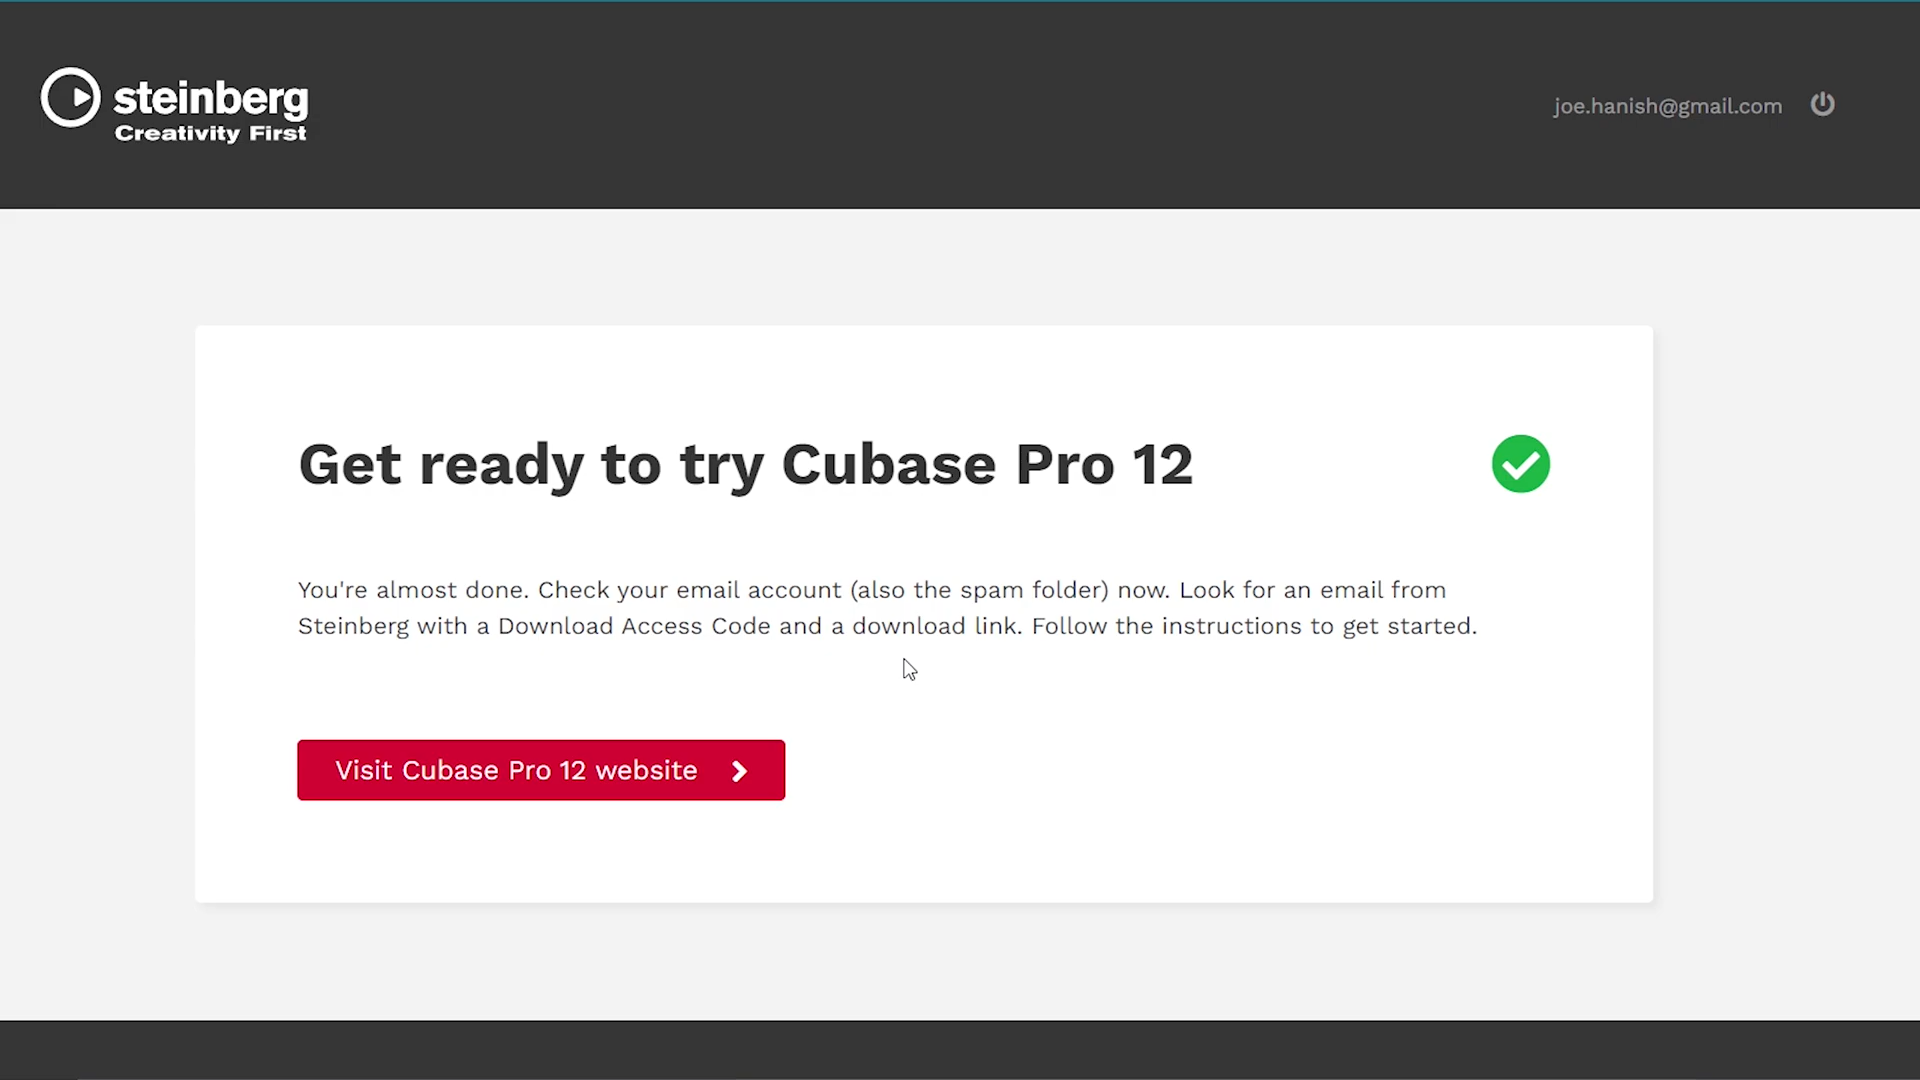 steinberg
Creativity First
joe.hanish@gmail.com
Get ready to try Cubase Pro 12
You're almost done. Check your email account (also the spam folder) now. Look for an email from
Steinberg with a Download Access Code and a download link. Follow the instructions to get started.
Visit Cubase Pro 12 website